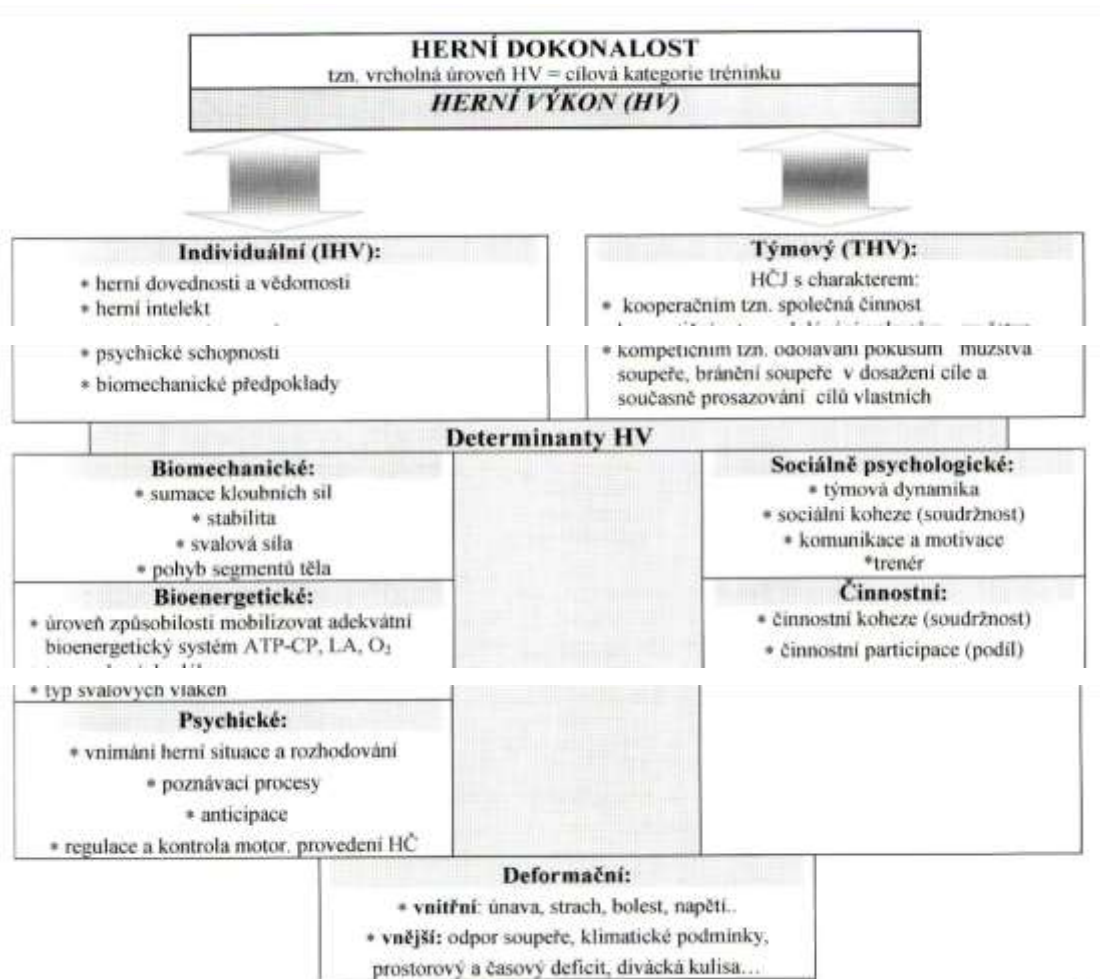 HERNÍ DOKONALOST
tzn. vrcholná úroveň HV = cílová kategorie tréninku
HERNÍ VÝKON (HV)
Individuální (IHV):
* herní dovednosti a vědomosti
* herní intelekt
* psychické schopnosti
* biomechanické předpoklady
Týmový (THV):
HČJ s charakterem:
* kooperačním tzn. společná činnost
* kompetičním tzn. odolávání pokusům mužstva
soupeře, bránění soupeře v dosažení cíle a
současně prosazování cílů vlastních
Determinanty HV
Biomechanické:
* sumace kloubních sil
* stabilita
* svalová síla
* pohyb segmentů těla
Bioenergetické:
* úroveň způsobilosti mobilizovat adekvátní
bioenergetický systém ATP-CP, LA, O₂
* typ svalových vláken
Psychické:
* vnímání herní situace a rozhodování
* poznávací procesy
* anticipace
* regulace a kontrola motor. provedení HČ
Sociálně psychologické:
* týmová dynamika
* sociální koheze (soudržnost)
* komunikace a motivace
*trenér
Činnostní:
* činnostní koheze (soudržnost)
* činnostní participace (podíl)
Deformační:
* vnitřní: únava, strach, bolest, napětí..
* vnější: odpor soupeře, klimatické podmínky,
prostorový a časový deficit, divácká kulisa…